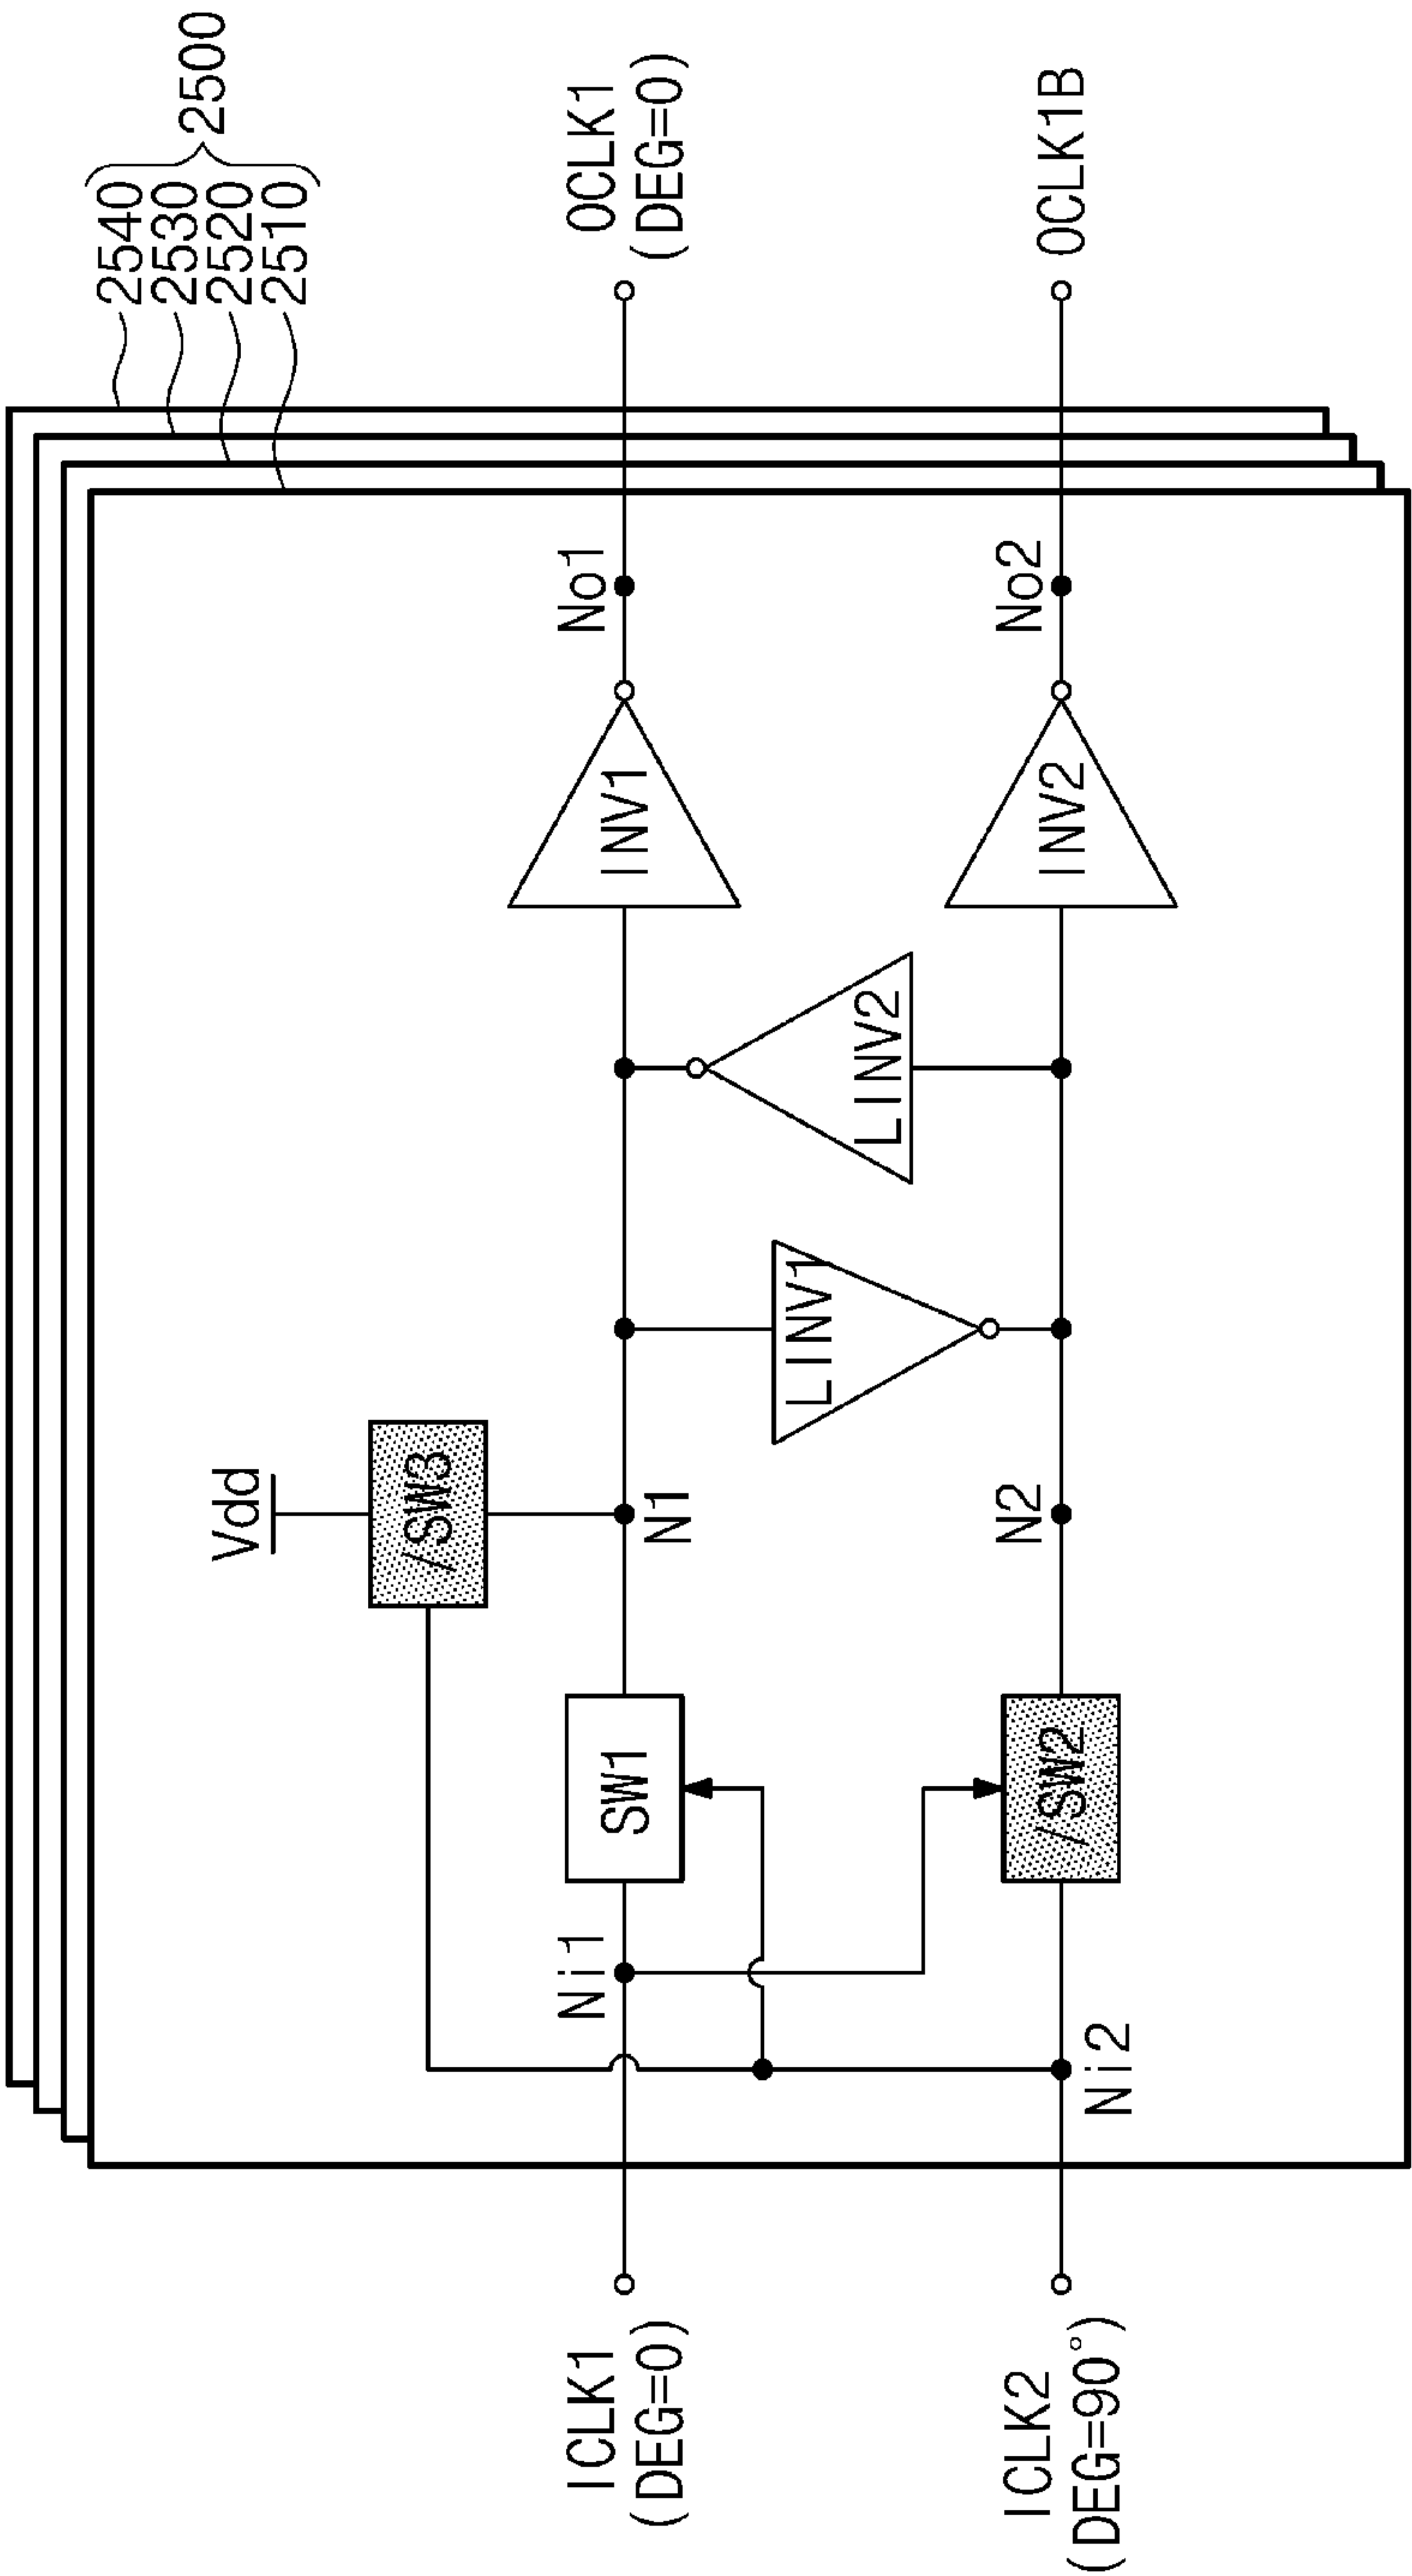 2540
2530
2520
2510
2500
Vdd
/SW3
ICLK1
(DEG=0)
Ni1
SW1
N1
INV1
No1
OCLK1
(DEG=0)
LINV1
LINV2
ICLK2
(DEG=90°)
Ni2
/SW2
N2
INV2
No2
OCLK1B